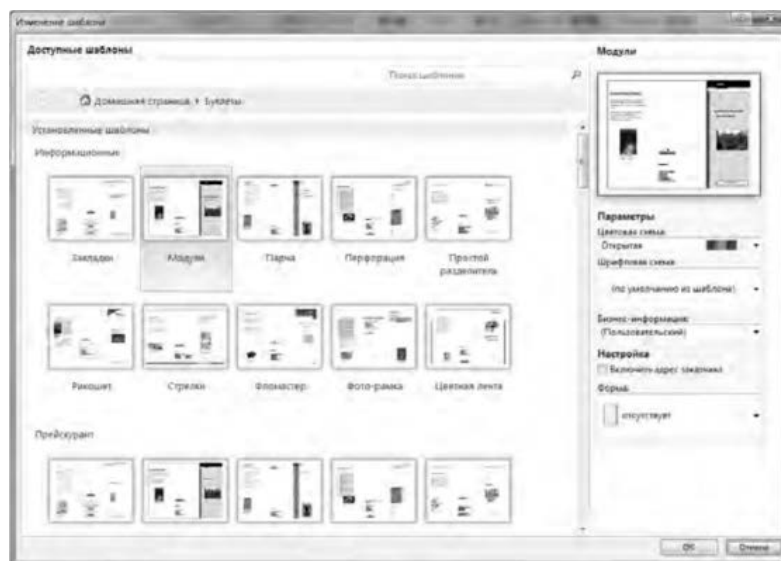 Изменение шаблона
Доступные шаблоны
Поиск шаблонов
Домашняя страница ▸ Буклеты
Установленные шаблоны
Информационные
Закладки
Модули
Парча
Перфорация
Простой
разделитель
Рикошет
Стрелки
Фломастер
Фото-рамка
Цветная лента
Прейскурант
Модули
Параметры
Цветовая схема:
Открытая
Шрифтовая схема:
(по умолчанию из шаблона)
Бизнес-информация:
(Пользовательский)
Настройка
Включить адрес заказчика
Форма:
отсутствует
ОК
Отмена